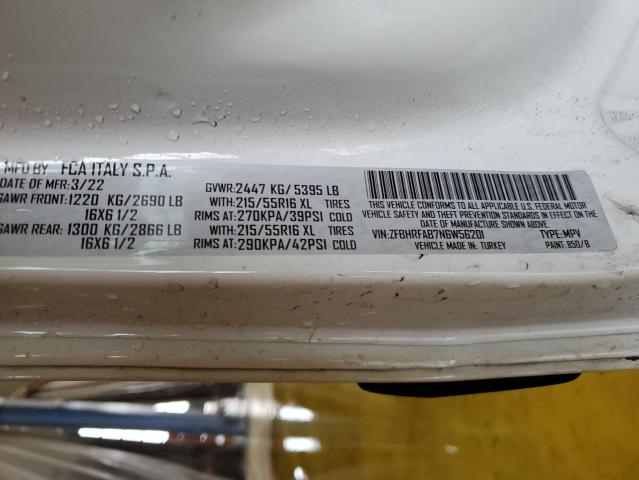 MFD BY FCA ITALY S.P.A.
DATE OF MFR: 3/22 GVWR: 2447 KG/ 5395 LB
GAWR FRONT: 1220 KG/2690 LB WITH: 215/55R16 XL TIRES
16X6 1/2 RIMS AT: 270KPA/39PSI COLD
GAWR REAR: 1300 KG/2866 LB WITH: 215/55R16 XL TIRES
16X6 1/2 RIMS AT: 290KPA/42PSI COLD
THIS VEHICLE CONFORMS TO ALL APPLICABLE U.S. FEDERAL MOTOR
VEHICLE SAFETY, AND THEFT PREVENTION STANDARDS IN EFFECT ON THE
DATE OF MANUFACTURE SHOWN ABOVE.
VIN: ZFBHRFAB7N6W56201 TYPE: MPV
VEHICLE MADE IN: TURKEY PAINT: 850/B